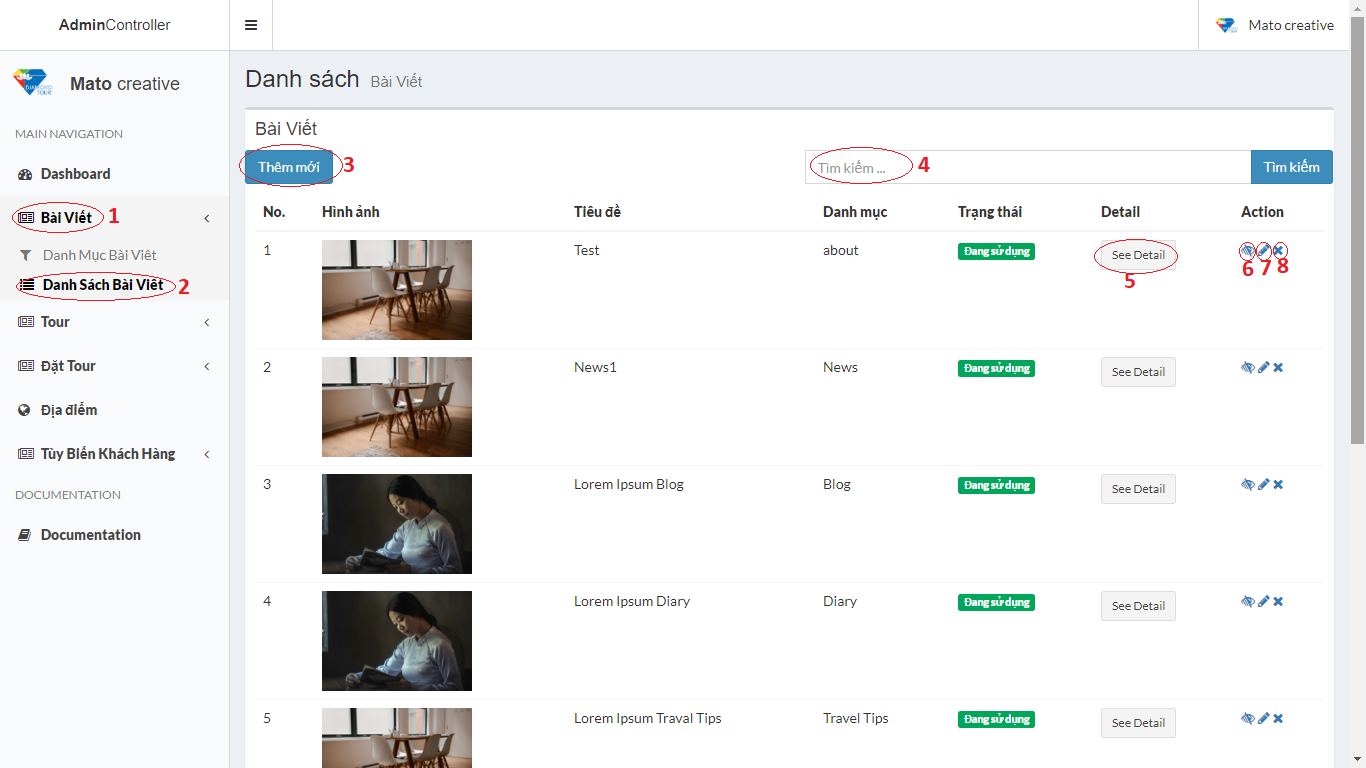 AdminController
Mato creative
Mato creative
MAIN NAVIGATION
Dashboard
Bài Viết 1
Danh Mục Bài Viêt
Danh Sách Bài Viêt 2
Tour
Đặt Tour
Địa điểm
Tùy Biến Khách Hàng
DOCUMENTATION
Documentation
Danh sách Bài Viết
Bài Viết
Thêm mới 3 Tìm kiếm ... 4 Tìm kiếm
No. Hình ảnh Tiêu đề Danh mục Trạng thái Detail Action
1 Test about Đang sử dụng See Detail
5 6 7 8
2 News1 News Đang sử dụng See Detail
3 Lorem Ipsum Blog Blog Đang sử dụng See Detail
4 Lorem Ipsum Diary Diary Đang sử dụng See Detail
5 Lorem Ipsum Traval Tips Travel Tips Đang sử dụng See Detail